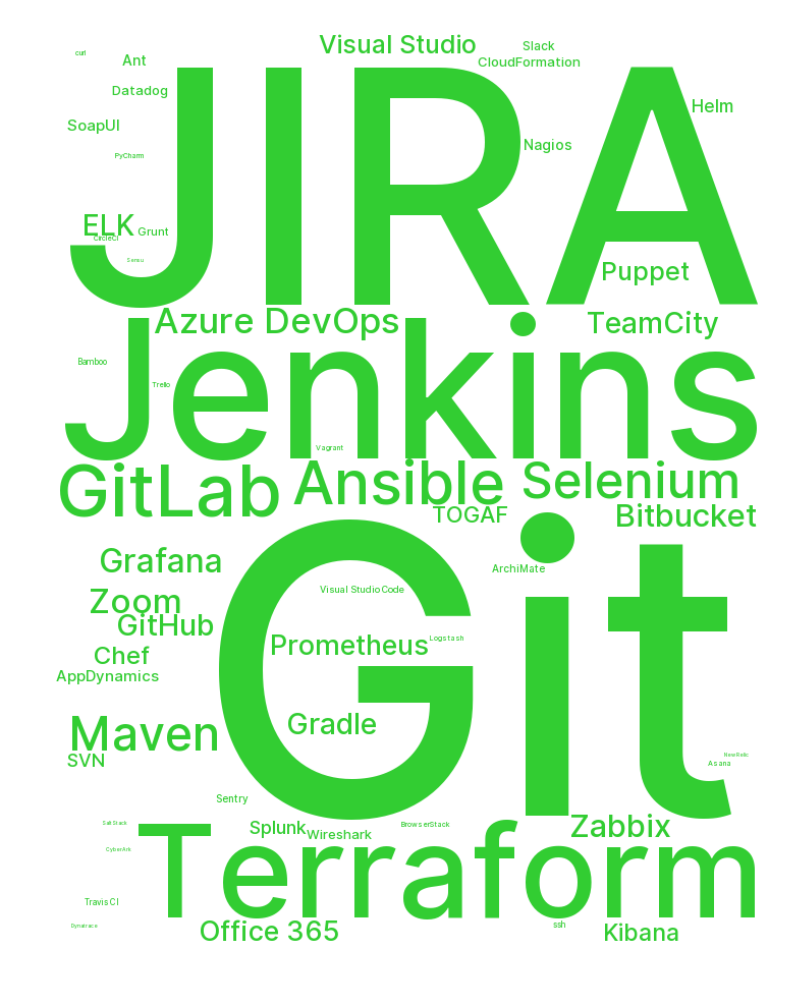 Visual Studio
Slack
curl
Ant
CloudFormation
Datadog
JIRA
Helm
SoapUI
Nagios
PyCharm
ELK
Grunt
CircleCI
Puppet
Azure DevOps
TeamCity
Jenkins
Bamboo
Trello
Vagrant
GitLab
Ansible
Selenium
TOGAF
Bitbucket
Grafana
ArchiMate
Git
Visual Studio Code
Zoom
GitHub
Prometheus
Logstash
Chef
AppDynamics
Gradle
Maven
SVN
New Relic
Asana
Sentry
SaltStack
Splunk
Wireshark
BrowserStack
Zabbix
Terraform
CyberArk
TravisCI
Dynatrace
Office 365
ssh
Kibana